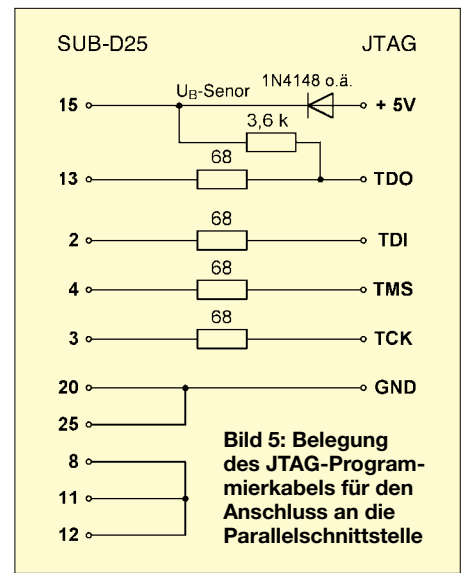 SUB-D25 JTAG
1N4148 o.ä.
U_B-Senor
15 + 5V
3,6 k
68
13 TDO
68
2 TDI
68
4 TMS
68
3 TCK
20 GND
25
8
11
12
Bild 5: Belegung
des JTAG-Program-
mierkabels für den
Anschluss an die
Parallelschnittstelle